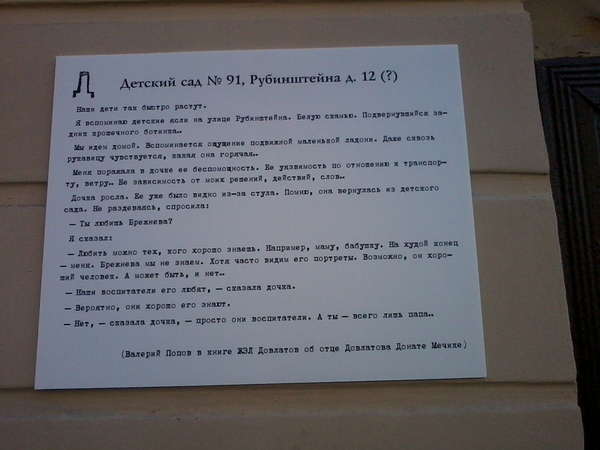 Д Детский сад № 91, Рубинштейна д. 12 (?)
Наши дети так быстро растут.
Я вспоминаю детские ясли на улице Рубинштейна. Белую скамью. Подвернувшийся за-
дник крошечного ботинка…
Мы идем домой. Вспоминается ощущение подвижной маленькой ладони. Даже сквозь
рукавицу чувствуется, какая она горячая…
Меня поражала в дочке ее беспомощность. Ее уязвимость по отношению к транспор-
ту, ветру… Ее зависимость от моих решений, действий, слов…
Дочка росла. Ее уже было видно из-за стула. Помню, она вернулась из детского
сада. Не раздеваясь, спросила:
— Ты любишь Брежнева?
Я сказал:
— Любить можно тех, кого хорошо знаешь. Например, маму, бабушку. На худой конец
— меня. Брежнева мы не знаем. Хотя часто видим его портреты. Возможно, он хоро-
ший человек. А может быть, и нет…
— Наши воспитатели его любят, — сказала дочка.
— Вероятно, они хорошо его знают.
— Нет, — сказала дочка, — просто они воспитатели. А ты — всего лишь папа…
(Валерий Попов в книге ЖЗЛ Довлатов об отце Довлатова Донате Мечике)